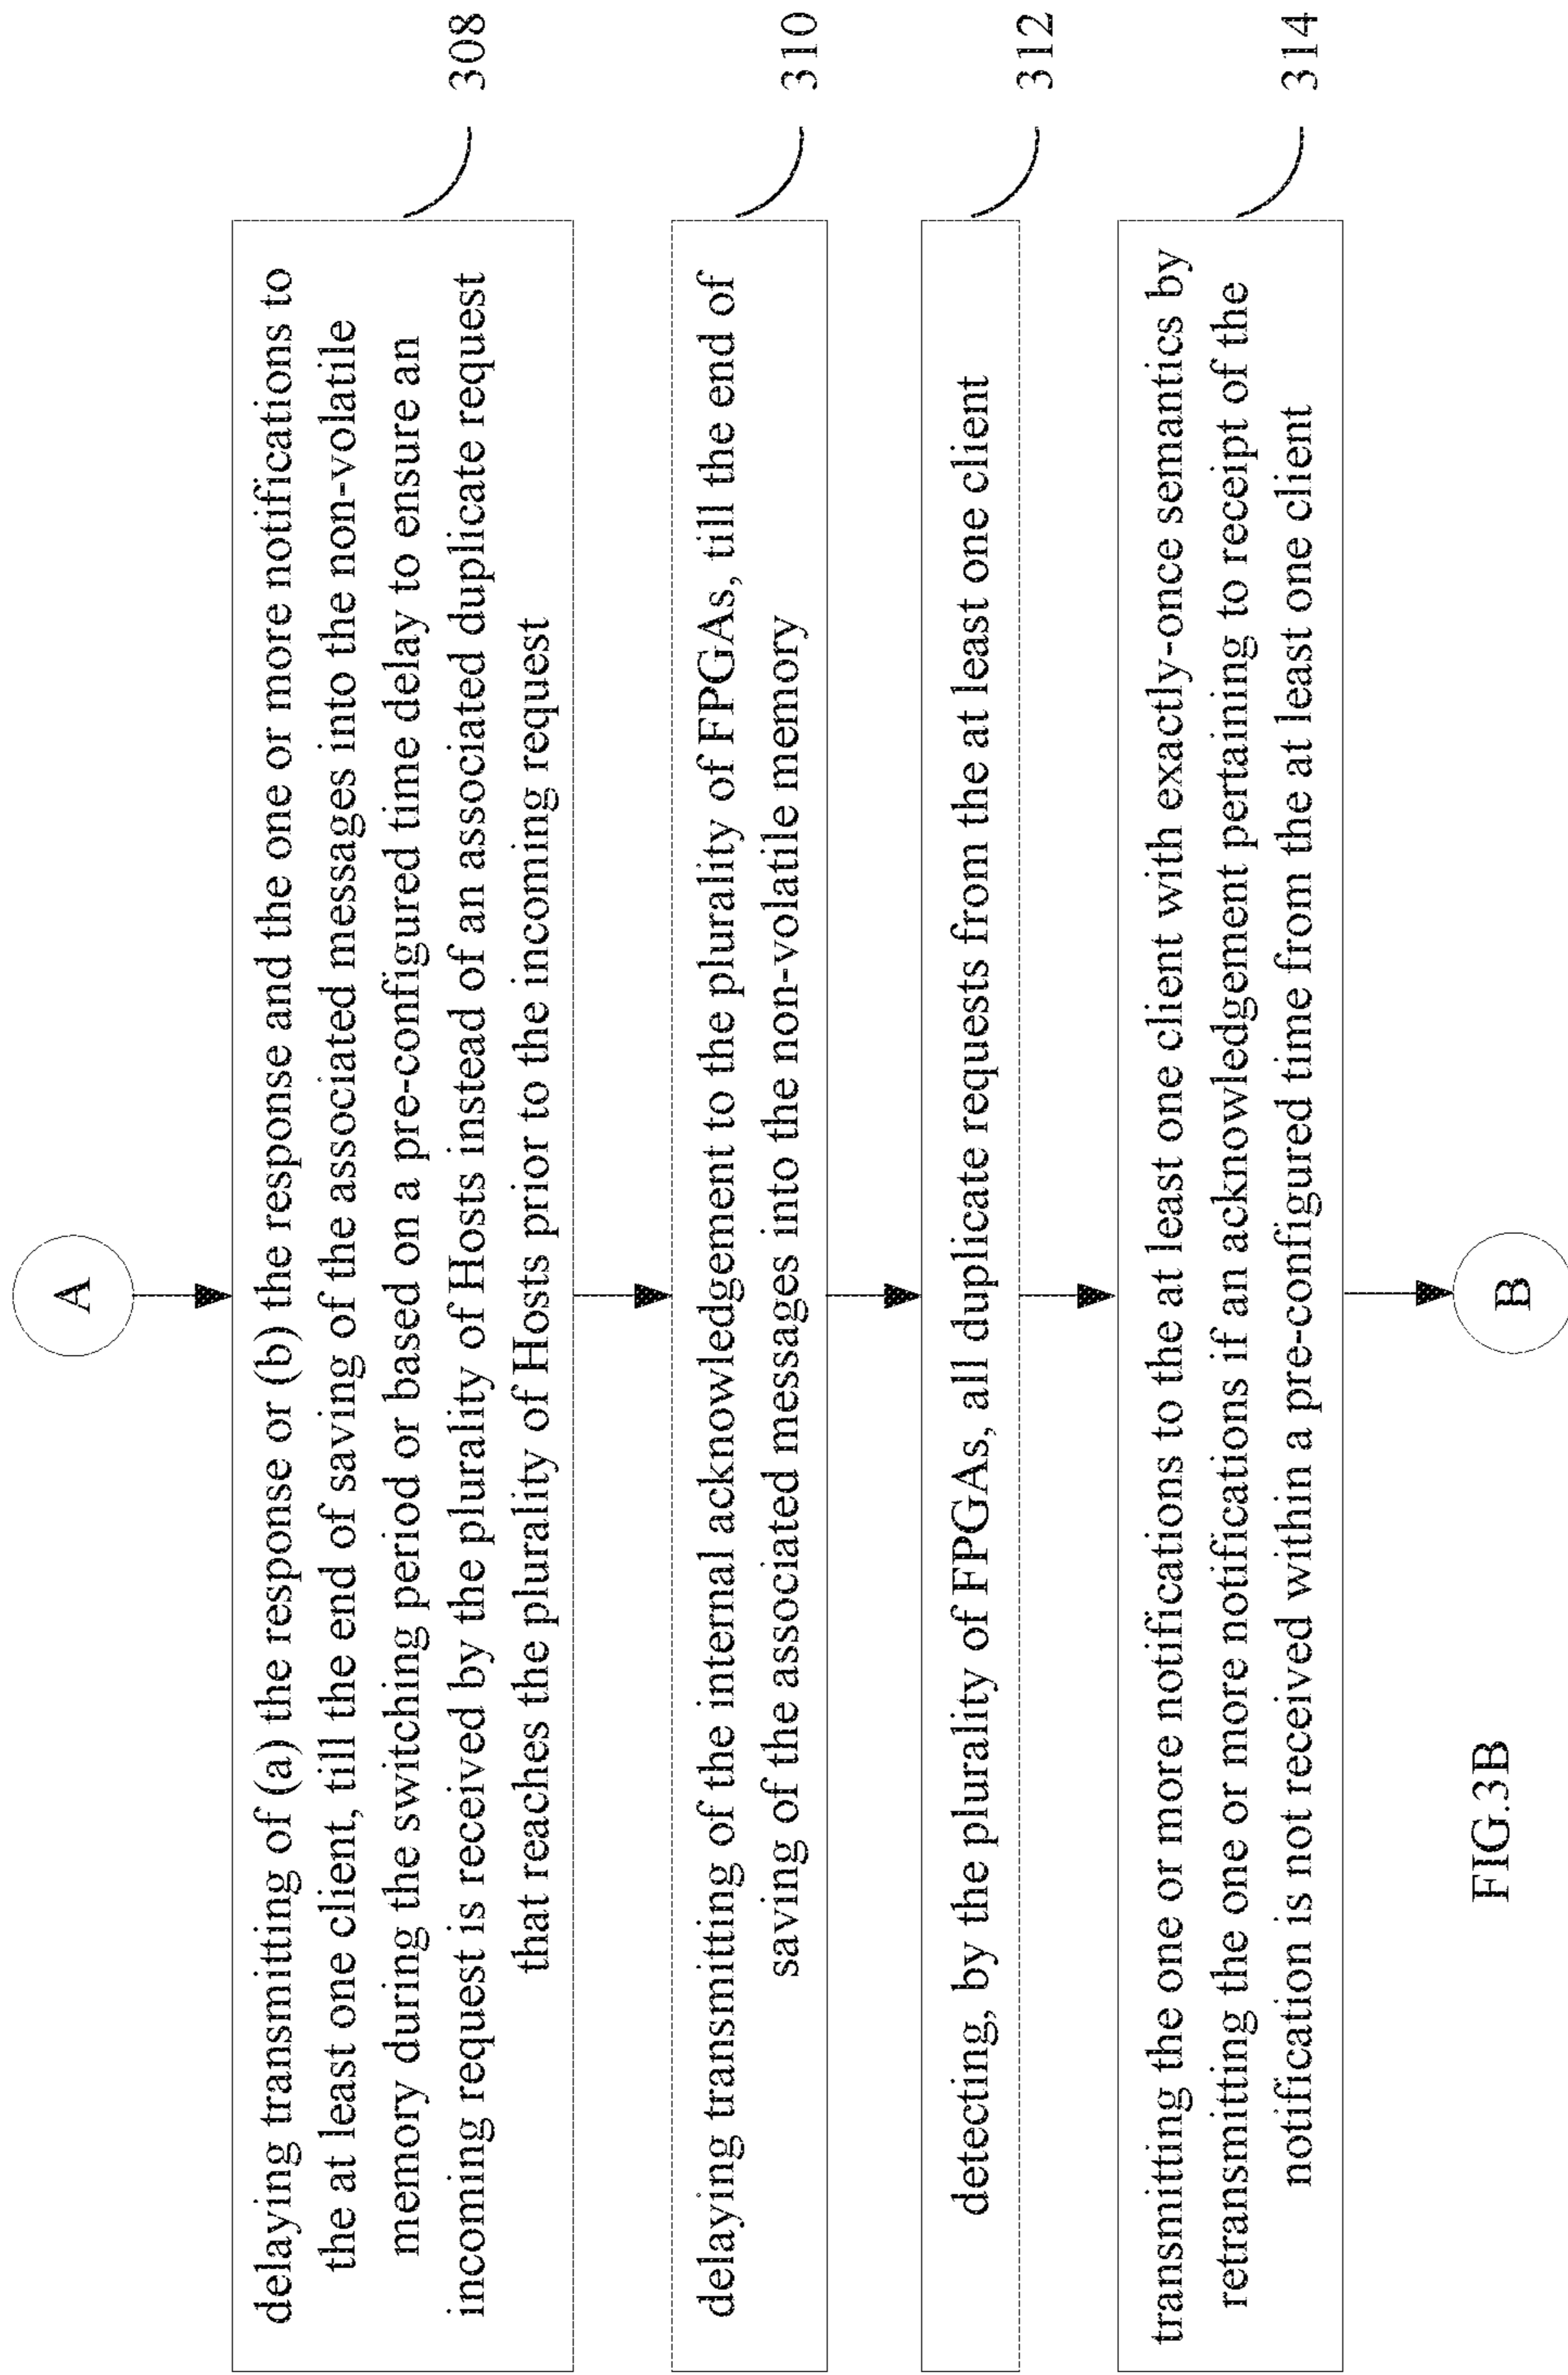 A
delaying transmitting of (a) the response or (b) the response and the one or more notifications to
the at least one client, till the end of saving of the associated messages into the non-volatile
memory during the switching period or based on a pre-configured time delay to ensure an
incoming request is received by the plurality of Hosts instead of an associated duplicate request
that reaches the plurality of Hosts prior to the incoming request
308
delaying transmitting of the internal acknowledgement to the plurality of FPGAs, till the end of
saving of the associated messages into the non-volatile memory
310
detecting, by the plurality of FPGAs, all duplicate requests from the at least one client
312
transmitting the one or more notifications to the at least one client with exactly-once semantics by
retransmitting the one or more notifications if an acknowledgement pertaining to receipt of the
notification is not received within a pre-configured time from the at least one client
314
B
FIG.3B